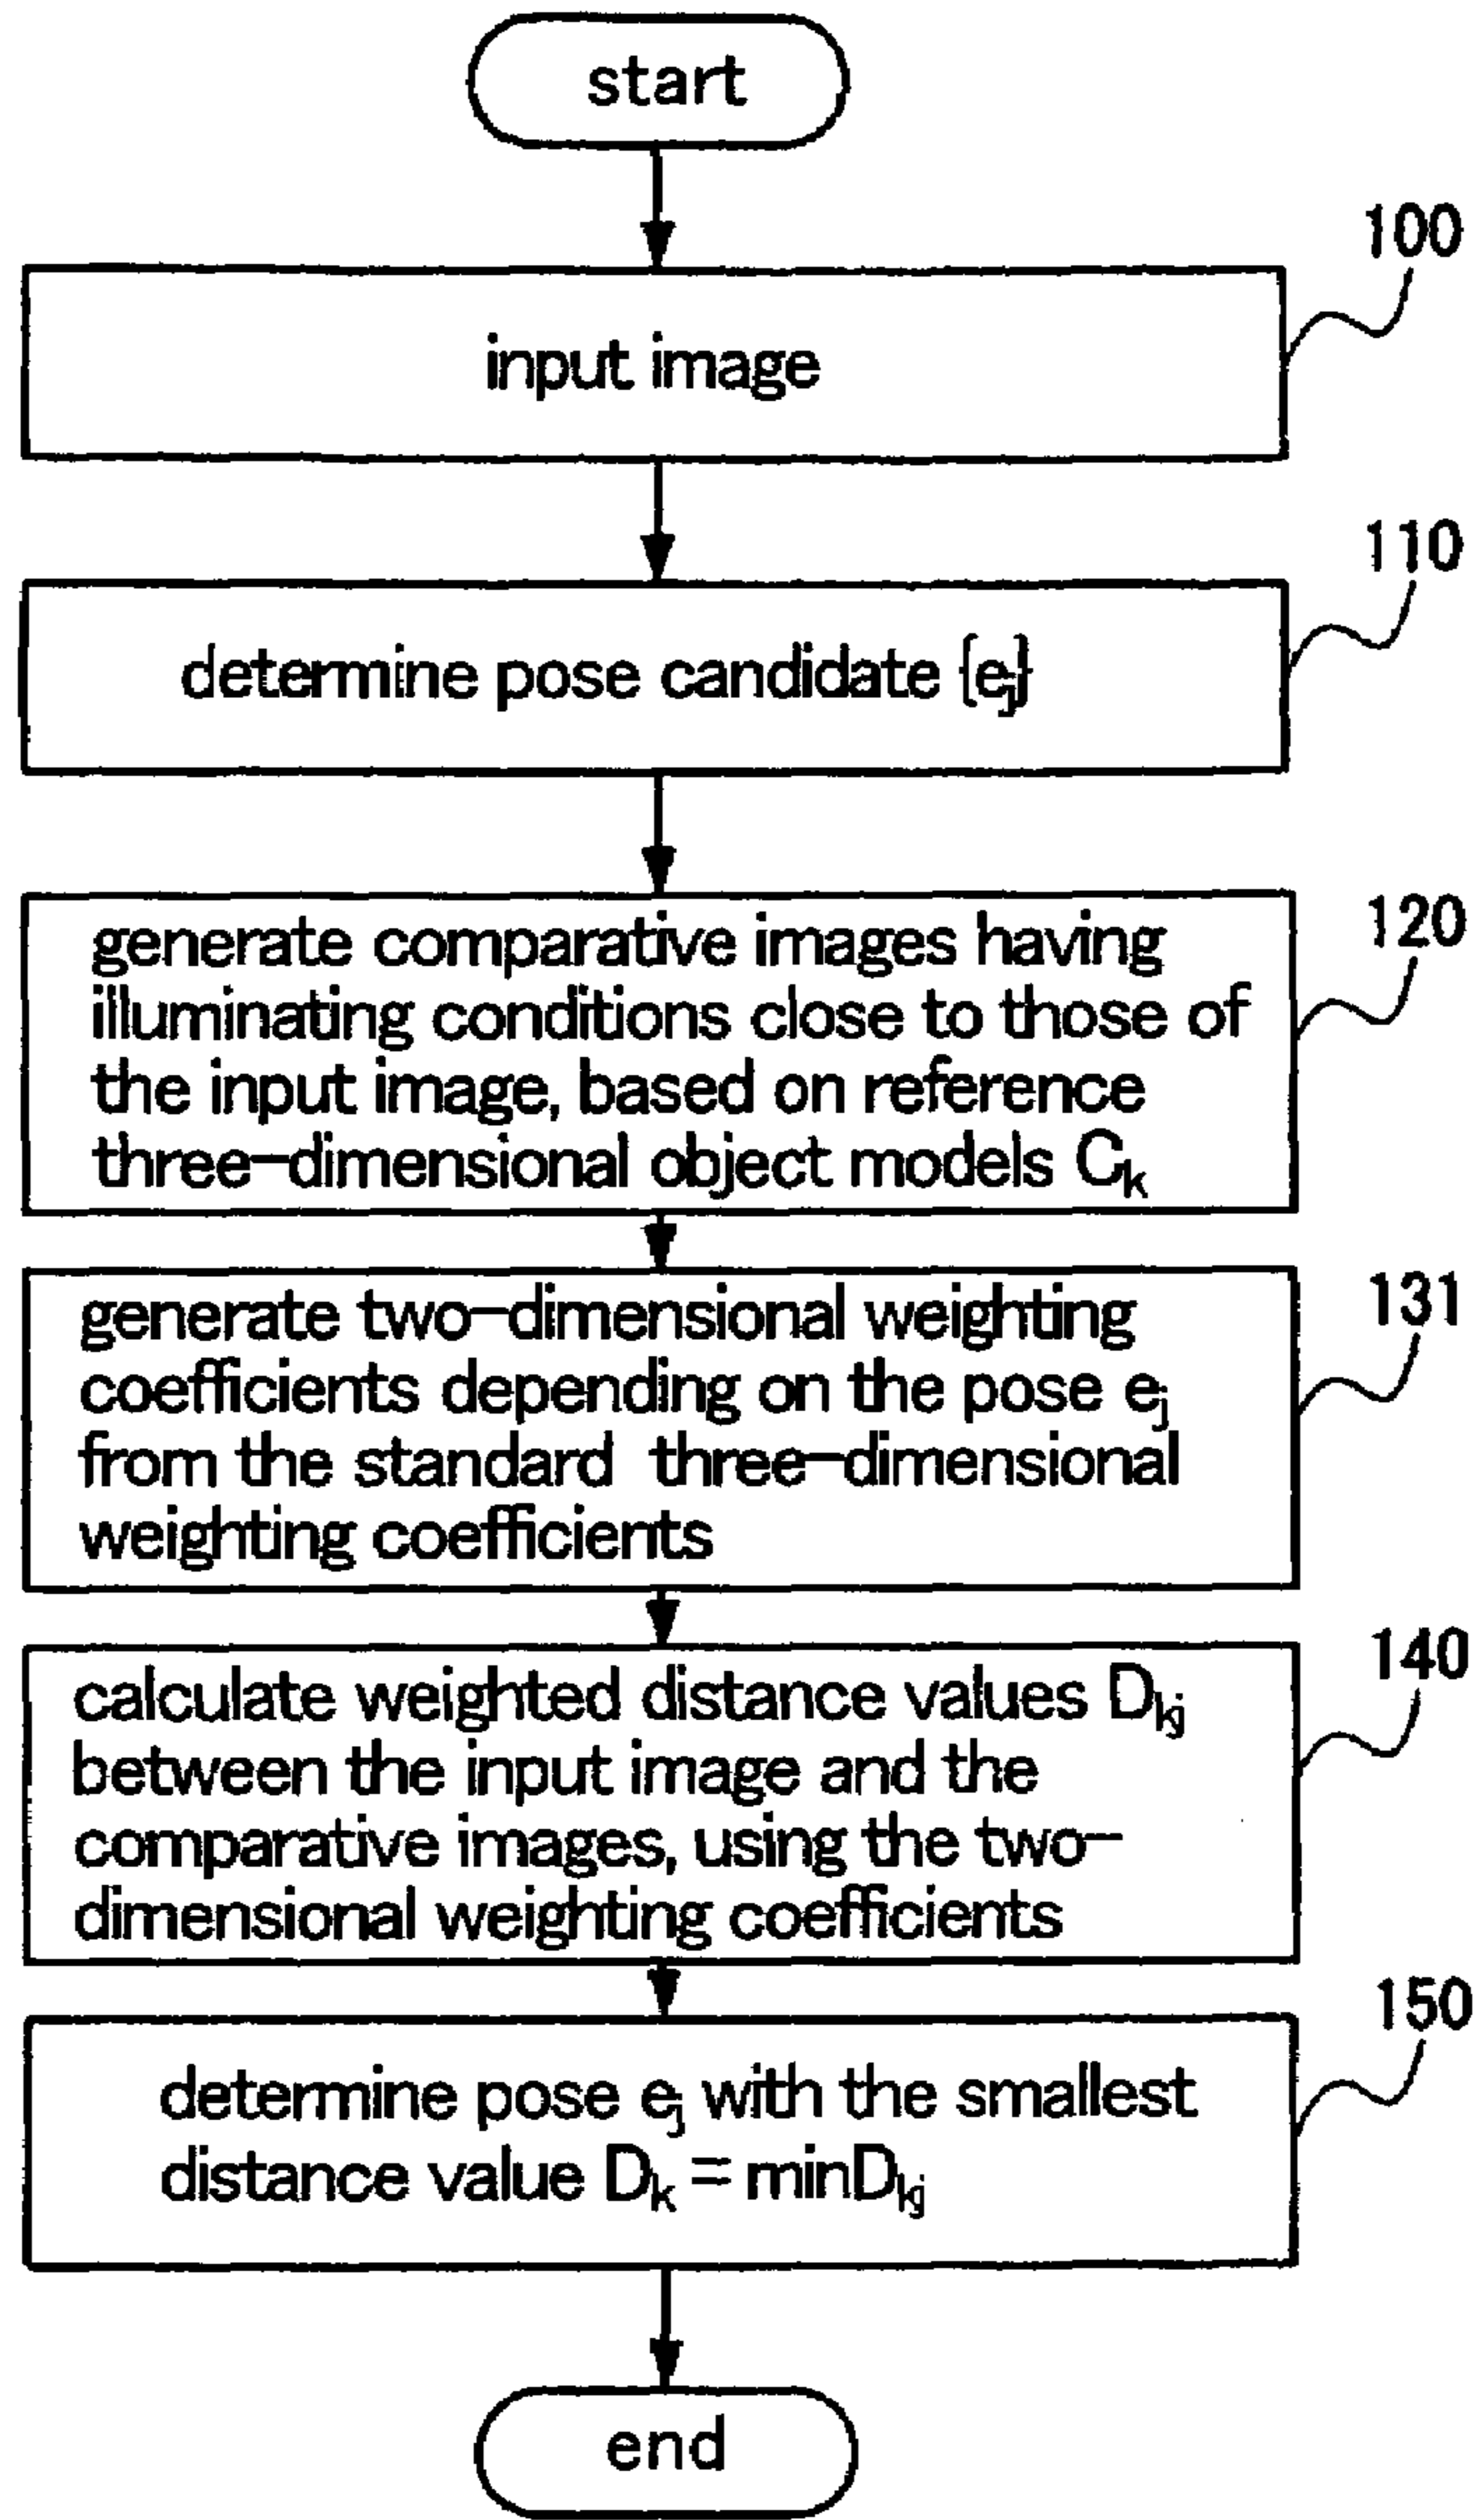 start
100
input image
110
determine pose candidate {ej}
120
generate comparative images having
illuminating conditions close to those of
the input image, based on reference
three-dimensional object models Ck
131
generate two-dimensional weighting
coefficients depending on the pose ej
from the standard three-dimensional
weighting coefficients
140
calculate weighted distance values Dkj
between the input image and the
comparative images, using the two-
dimensional weighting coefficients
150
determine pose ej with the smallest
distance value Dk = minDkj
end